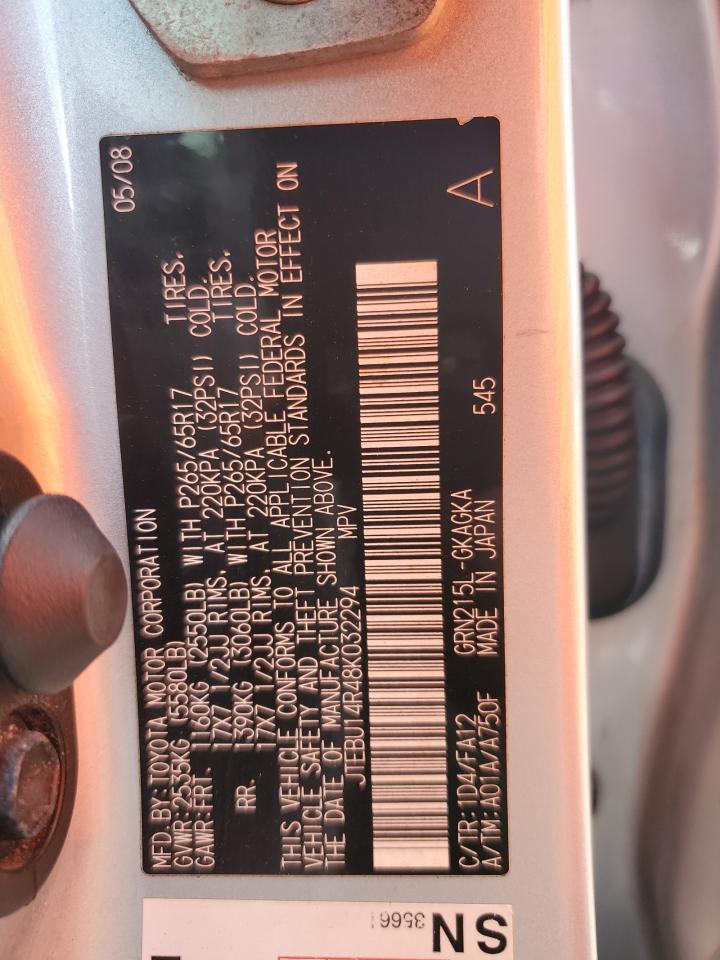 MFD. BY: TOYOTA MOTOR CORPORATION 05/08
GVWR: 2535KG (5580LB)
GAWR: FRT. 1160KG (2550LB) WITH P265/65R17 TIRES,
17X7 1/2JJ RIMS, AT 220KPA (32PSI) COLD.
RR. 1390KG (3060LB) WITH P265/65R17 TIRES,
17X7 1/2JJ RIMS, AT 220KPA (32PSI) COLD.
THIS VEHICLE CONFORMS TO ALL APPLICABLE FEDERAL MOTOR
VEHICLE SAFETY AND THEFT PREVENTION STANDARDS IN EFFECT ON
THE DATE OF MANUFACTURE SHOWN ABOVE.
JTEBU14R48K032294 MPV
C/TR: 1D4/FA12 GRN215L-GKAGKA 545
A/TM: A01A/A750F MADE IN JAPAN A
SN